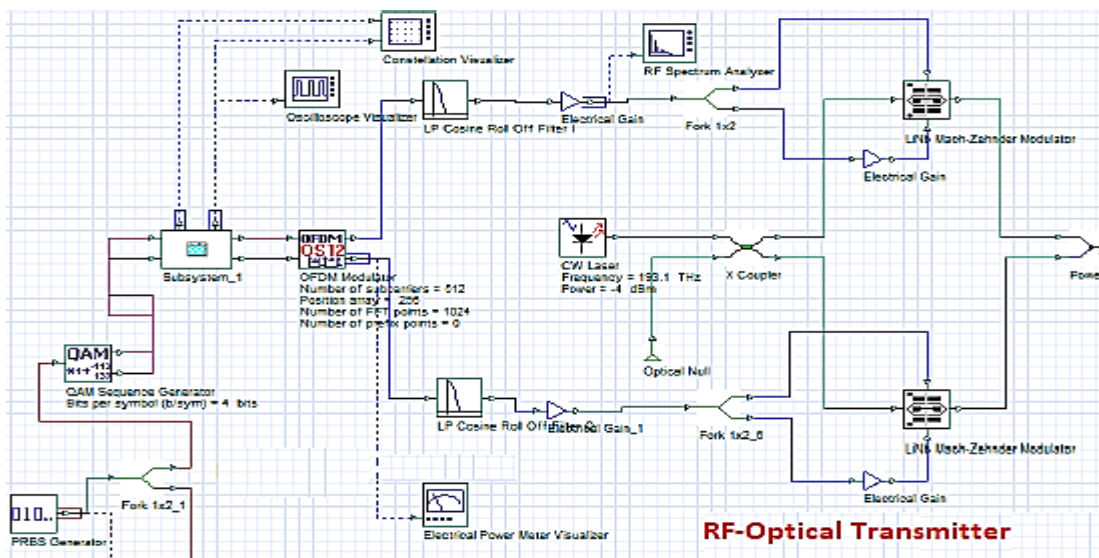 Constellation Visualizer
RF Spectrum Analyzer
Oscilloscope Visualizer
LP Cosine Roll Off Filter I
Electrical Gain
Fork 1x2
LiNb Mach-Zehnder Modulator
Electrical Gain
Subsystem_1
OFDM
OFDM Modulator
Number of subcarriers = 512
Position array = 256
Number of FFT points = 1024
Number of prefix points = 0
CW Laser
Frequency = 193.1 THz
Power = -4 dBm
X Coupler
Power
Optical Null
QAM
QAM Sequence Generator
Bits per symbol (b/sym) = 4 bits
LP Cosine Roll Off Filter
Electrical Gain_1
Fork 1x2_6
LiNb Mach-Zehnder Modulator
Electrical Gain
Fork 1x2_1
010..
PRBS Generator
Electrical Power Meter Visualizer
RF-Optical Transmitter